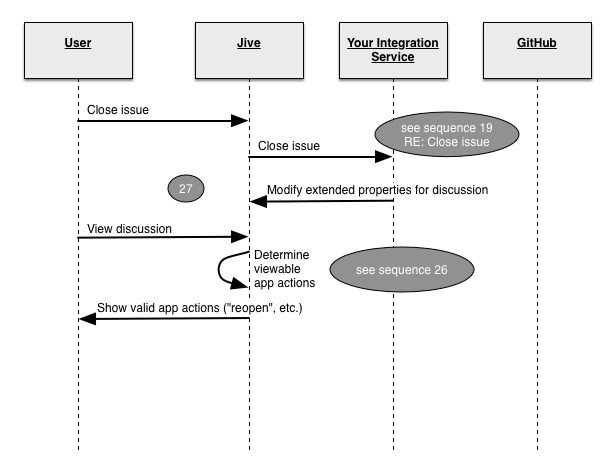 User
Jive
Your Integration
Service
GitHub
Close issue
Close issue
see sequence 19
RE: Close issue
27
Modify extended properties for discussion
View discussion
Determine
viewable
app actions
see sequence 26
Show valid app actions ("reopen", etc.)